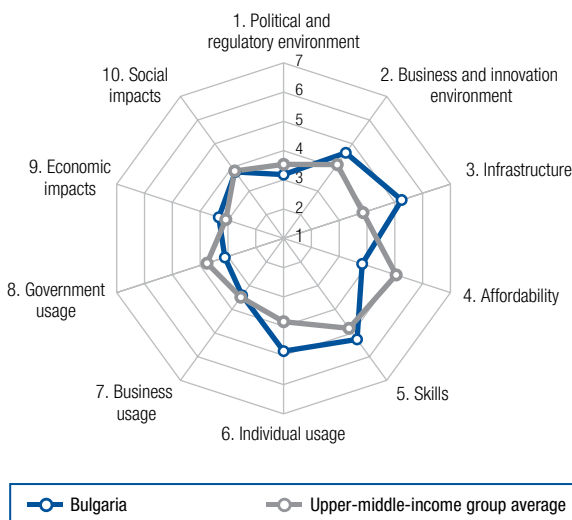 1. Political and
regulatory environment
10. Social
impacts
2. Business and innovation
environment
9. Economic
impacts
3. Infrastructure
8. Government
usage
4. Affordability
7. Business
usage
5. Skills
6. Individual usage
7
6
5
4
3
2
1
Bulgaria
Upper-middle-income group average